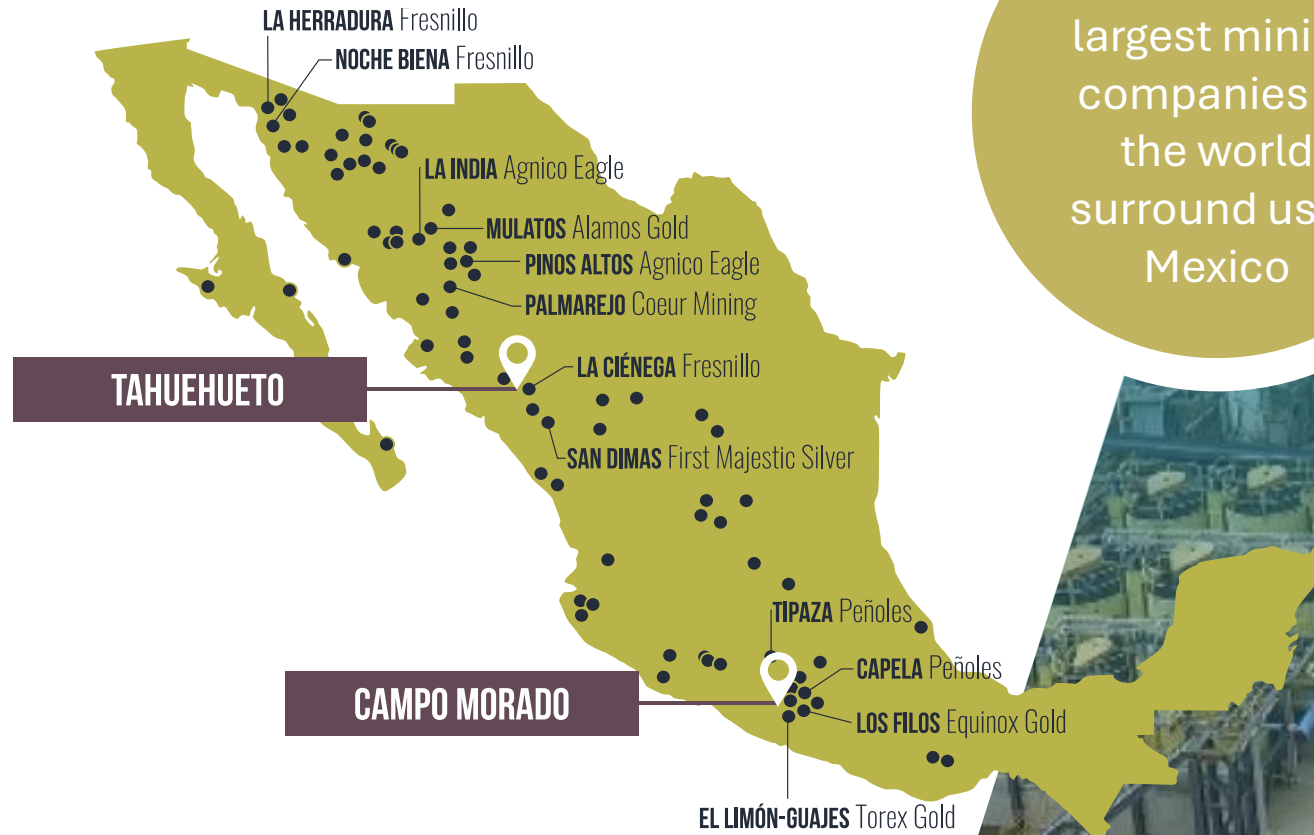 LA HERRADURA Fresnillo
NOCHE BIENA Fresnillo
largest mini
companies
the world
surround us
Mexico
LA INDIA Agnico Eagle
MULATOS Alamos Gold
PINOS ALTOS Agnico Eagle
PALMAREJO Coeur Mining
LA CIÉNEGA Fresnillo
TAHUEHUETO
SAN DIMAS First Majestic Silver
TIPAZA Peñoles
CAPELA Peñoles
CAMPO MORADO
LOS FILOS Equinox Gold
EL LIMÓN-GUAJES Torex Gold